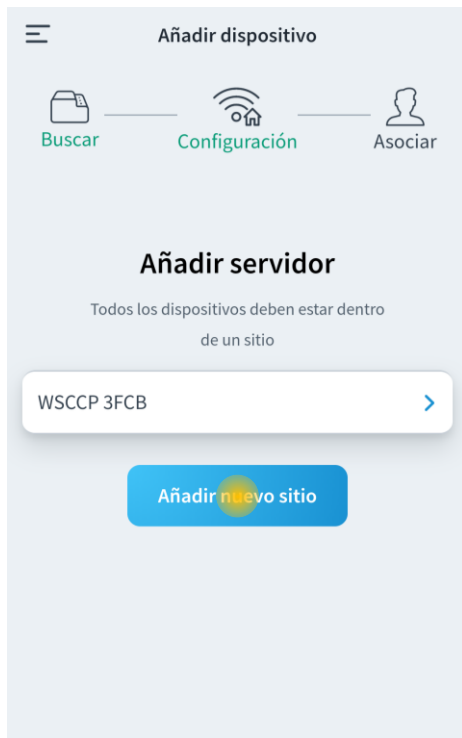 Añadir dispositivo
Buscar
Configuración
Asociar
Añadir servidor
Todos los dispositivos deben estar dentro
de un sitio
WSCCP 3FCB
Añadir nuevo sitio